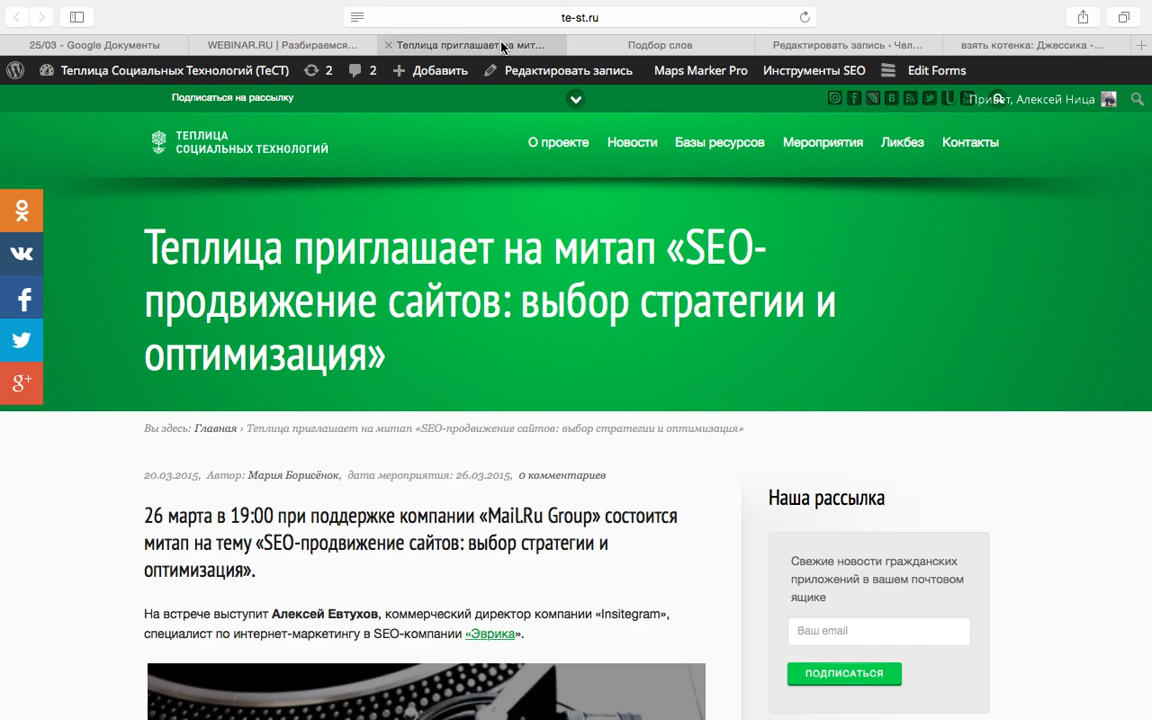 te-st.ru
25/03 - Google Документы
WEBINAR.RU | Разбираемся...
Теплица приглашает на мит...
Подбор слов
Редактировать запись ‹ Чел...
взять котенка: Джессика -...
Теплица Социальных Технологий (ТеСТ)
2
2
Добавить
Редактировать запись
Maps Marker Pro
Инструменты SEO
Edit Forms
Подписаться на рассылку
Привет, Алексей Ница
ТЕПЛИЦА
СОЦИАЛЬНЫХ ТЕХНОЛОГИЙ
О проекте
Новости
Базы ресурсов
Мероприятия
Ликбез
Контакты
Теплица приглашает на митап «SEO-
продвижение сайтов: выбор стратегии и
оптимизация»
Вы здесь: Главная › Теплица приглашает на митап «SEO-продвижение сайтов: выбор стратегии и оптимизация»
20.03.2015, Автор: Мария Борисёнок, дата мероприятия: 26.03.2015, 0 комментариев
26 марта в 19:00 при поддержке компании «Mail.Ru Group» состоится
митап на тему «SEO-продвижение сайтов: выбор стратегии и
оптимизация».
На встрече выступит Алексей Евтухов, коммерческий директор компании «Insitegram»,
специалист по интернет-маркетингу в SEO-компании «Эврика».
Наша рассылка
Свежие новости гражданских
приложений в вашем почтовом
ящике
Ваш email
ПОДПИСАТЬСЯ